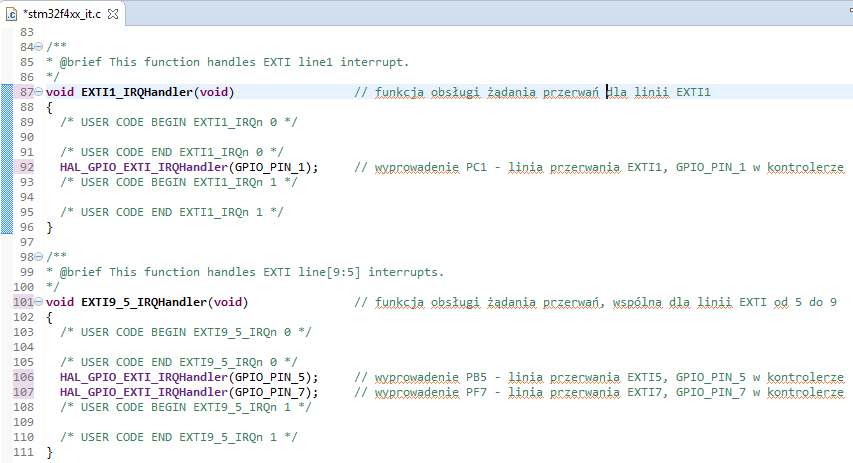 *stm32f4xx_it.c
83
84 /**
85 * @brief This function handles EXTI line1 interrupt.
86 */
87 void EXTI1_IRQHandler(void) // funkcja obsługi żądania przerwań dla linii EXTI1
88 {
89 /* USER CODE BEGIN EXTI1_IRQn 0 */
90
91 /* USER CODE END EXTI1_IRQn 0 */
92 HAL_GPIO_EXTI_IRQHandler(GPIO_PIN_1); // wyprowadenie PC1 - linia przerwania EXTI1, GPIO_PIN_1 w kontrolerze
93 /* USER CODE BEGIN EXTI1_IRQn 1 */
94
95 /* USER CODE END EXTI1_IRQn 1 */
96 }
97
98 /**
99 * @brief This function handles EXTI line[9:5] interrupts.
100 */
101 void EXTI9_5_IRQHandler(void) // funkcja obsługi żądania przerwań, wspólna dla linii EXTI od 5 do 9
102 {
103 /* USER CODE BEGIN EXTI9_5_IRQn 0 */
104
105 /* USER CODE END EXTI9_5_IRQn 0 */
106 HAL_GPIO_EXTI_IRQHandler(GPIO_PIN_5); // wyprowadenie PB5 - linia przerwania EXTI5, GPIO_PIN_5 w kontrolerze
107 HAL_GPIO_EXTI_IRQHandler(GPIO_PIN_7); // wyprowadenie PF7 - linia przerwania EXTI7, GPIO_PIN_7 w kontrolerze
108 /* USER CODE BEGIN EXTI9_5_IRQn 1 */
109
110 /* USER CODE END EXTI9_5_IRQn 1 */
111 }